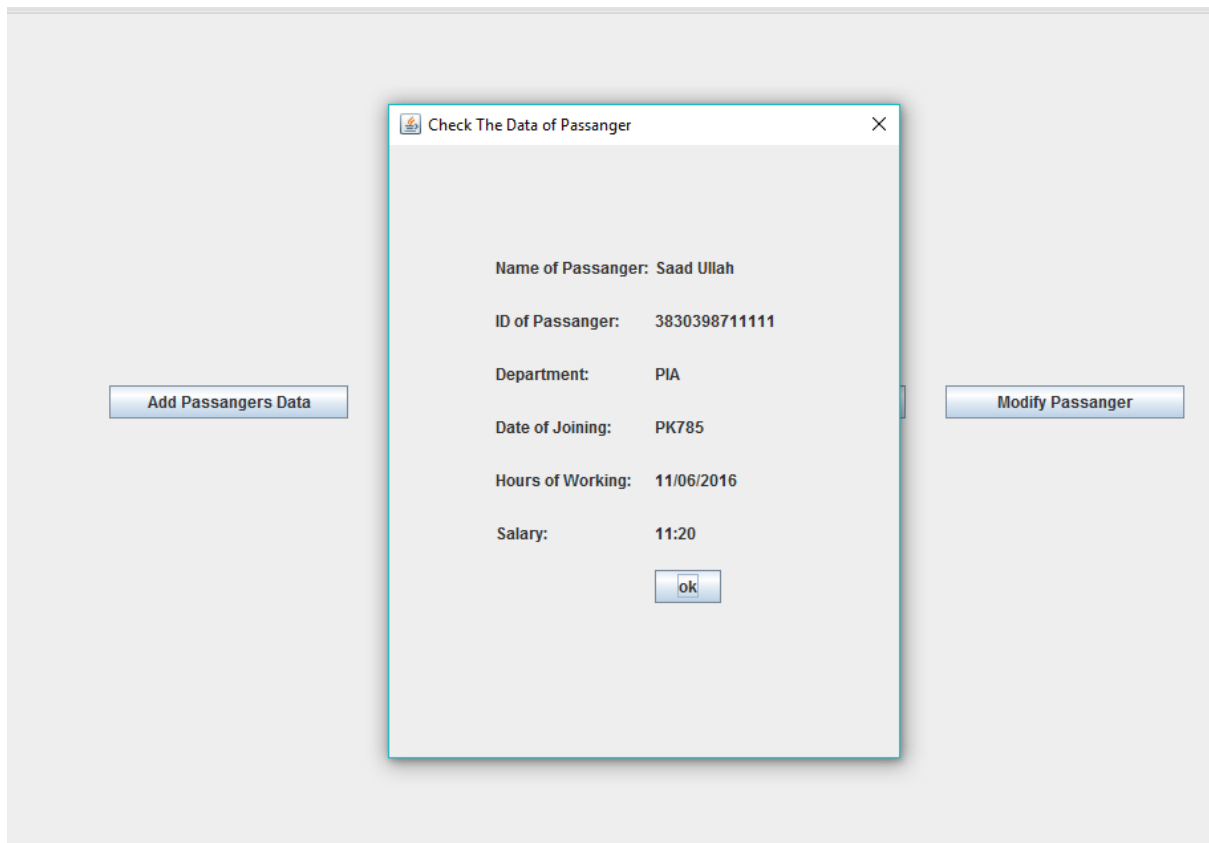 Check The Data of Passanger
Name of Passanger: Saad Ullah
ID of Passanger: 3830398711111
Department: PIA
Add Passangers Data
Modify Passanger
Date of Joining: PK785
Hours of Working: 11/06/2016
Salary: 11:20
ok